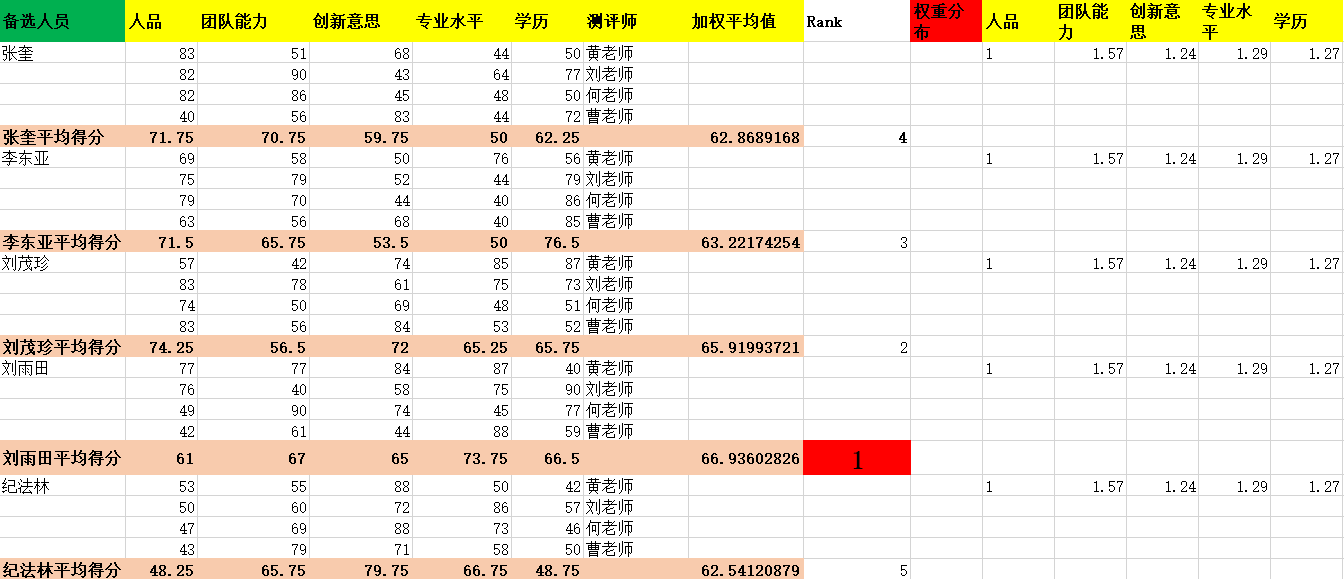 备选人员 人品 团队能力 创新意思 专业水平 学历 测评师 加权平均值 Rank 权重分布 人品 团队能力 创新意思 专业水平 学历
张奎 83 51 68 44 50 黄老师 1 1.57 1.24 1.29 1.27
82 90 43 64 77 刘老师
82 86 45 48 50 何老师
40 56 83 44 72 曹老师
张奎平均得分 71.75 70.75 59.75 50 62.25 62.8689168 4
李东亚 69 58 50 76 56 黄老师 1 1.57 1.24 1.29 1.27
75 79 52 44 79 刘老师
79 70 44 40 86 何老师
63 56 68 40 85 曹老师
李东亚平均得分 71.5 65.75 53.5 50 76.5 63.22174254 3
刘茂珍 57 42 74 85 87 黄老师 1 1.57 1.24 1.29 1.27
83 78 61 75 73 刘老师
74 50 69 48 51 何老师
83 56 84 53 52 曹老师
刘茂珍平均得分 74.25 56.5 72 65.25 65.75 65.91993721 2
刘雨田 77 77 84 87 40 黄老师 1 1.57 1.24 1.29 1.27
76 40 58 75 90 刘老师
49 90 74 45 77 何老师
42 61 44 88 59 曹老师
刘雨田平均得分 61 67 65 73.75 66.5 66.93602826 1
纪法林 53 55 88 50 42 黄老师 1 1.57 1.24 1.29 1.27
50 60 72 86 57 刘老师
47 69 88 73 46 何老师
43 79 71 58 50 曹老师
纪法林平均得分 48.25 65.75 79.75 66.75 48.75 62.54120879 5